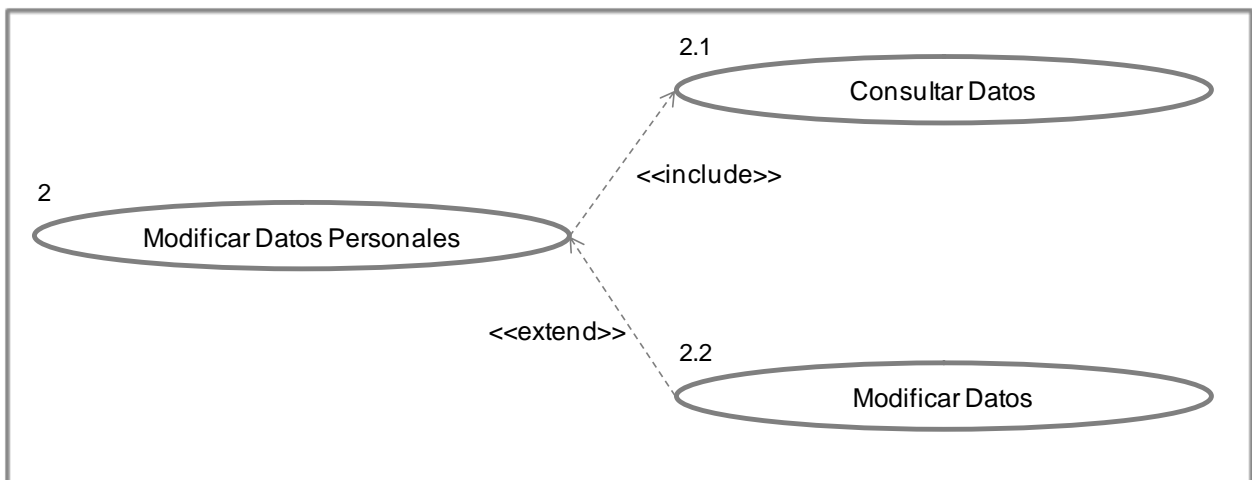 2.1
Consultar Datos
<<include>>
2
Modificar Datos Personales
<<extend>>
2.2
Modificar Datos